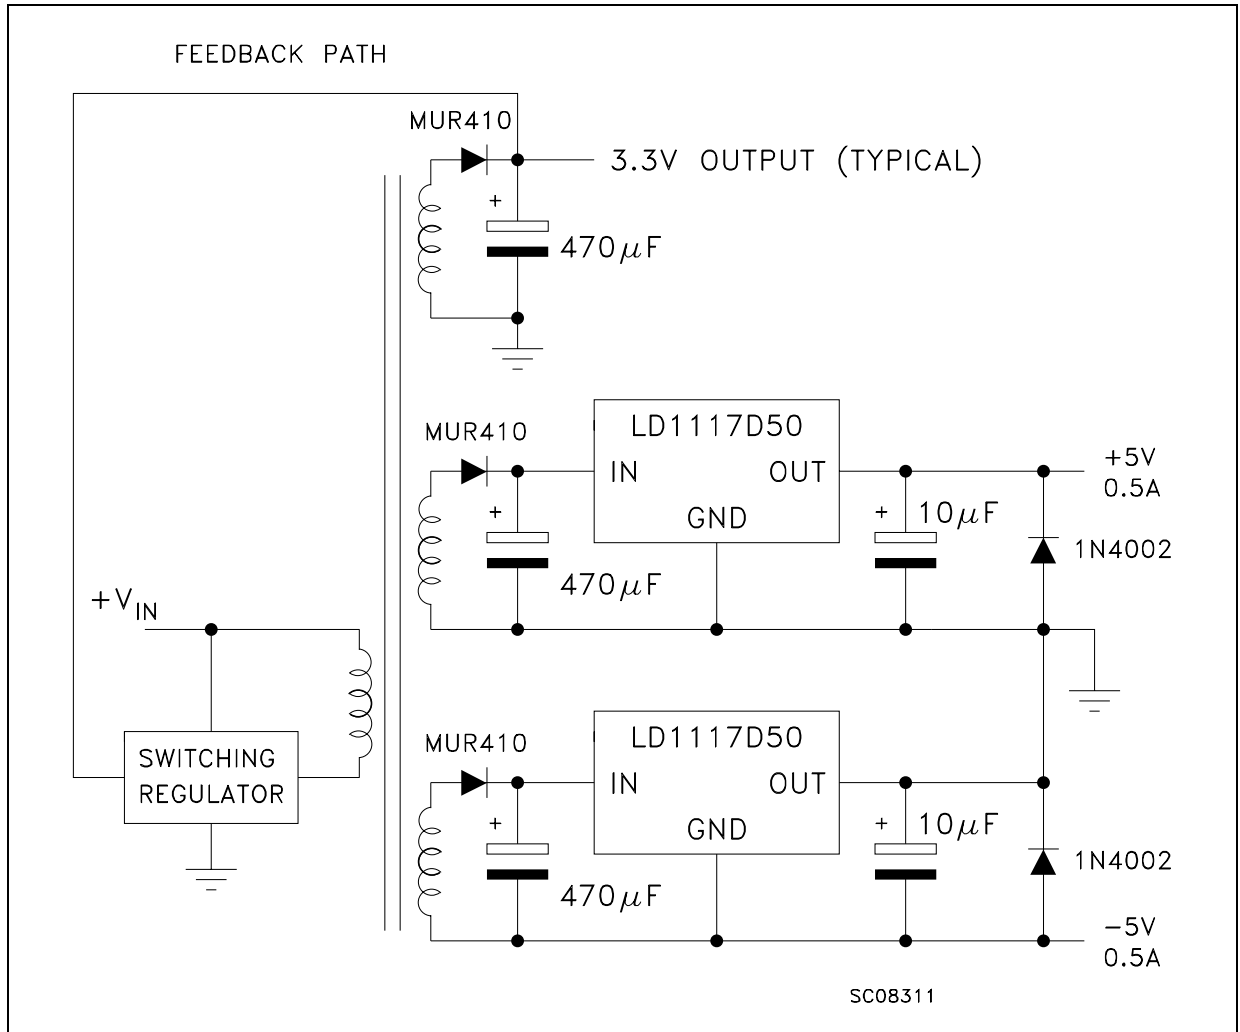 FEEDBACK PATH
MUR410
3.3V OUTPUT (TYPICAL)
+
470μF
MUR410
LD1117D50
IN
OUT
GND
+
470μF
+
10μF
+5V
0.5A
1N4002
+VIN
SWITCHING
REGULATOR
MUR410
LD1117D50
IN
OUT
GND
+
470μF
+
10μF
1N4002
-5V
0.5A
SC08311